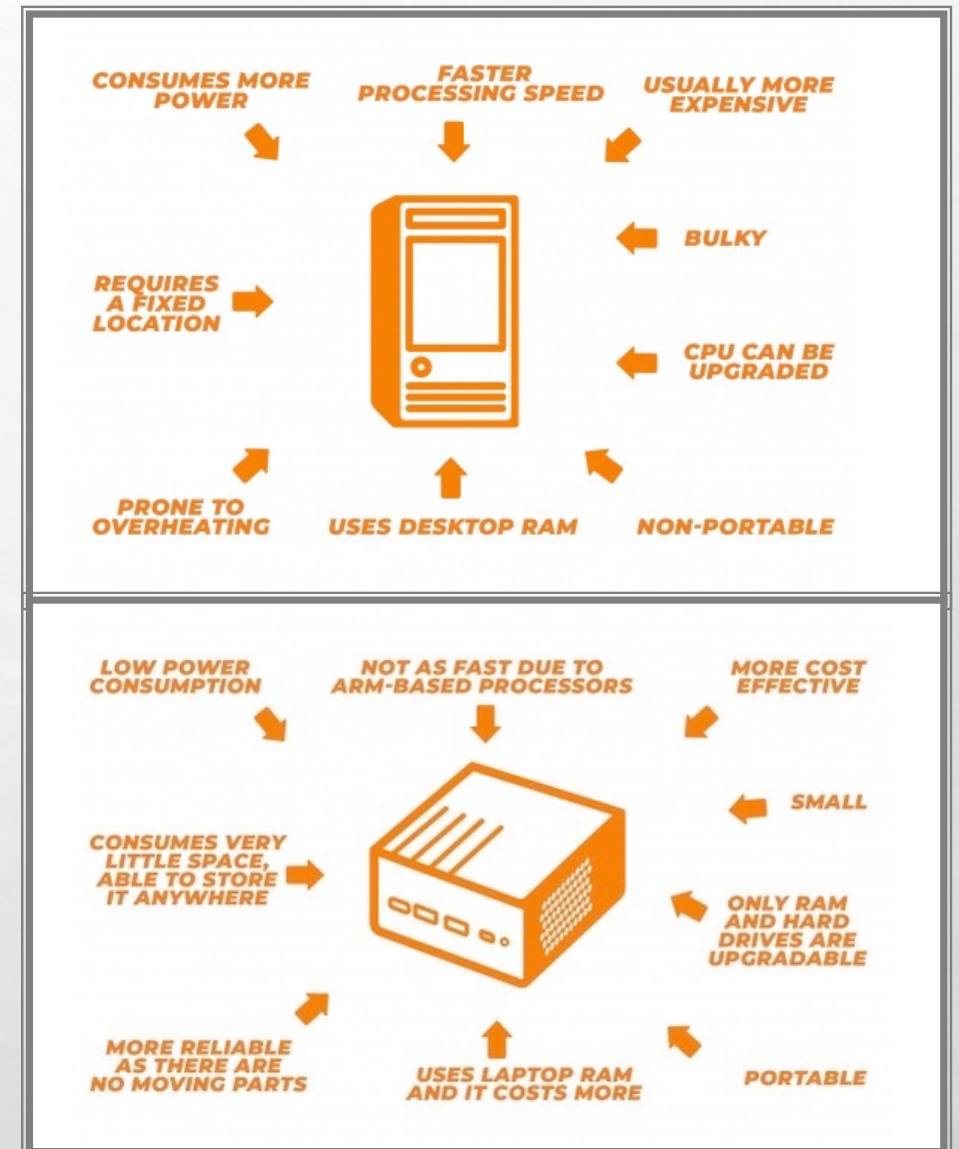 CONSUMES MORE
POWER
FASTER
PROCESSING SPEED
USUALLY MORE
EXPENSIVE
BULKY
REQUIRES
A FIXED
LOCATION
CPU CAN BE
UPGRADED
PRONE TO
OVERHEATING
USES DESKTOP RAM
NON-PORTABLE
LOW POWER
CONSUMPTION
NOT AS FAST DUE TO
ARM-BASED PROCESSORS
MORE COST
EFFECTIVE
SMALL
CONSUMES VERY
LITTLE SPACE,
ABLE TO STORE
IT ANYWHERE
ONLY RAM
AND HARD
DRIVES ARE
UPGRADABLE
MORE RELIABLE
AS THERE ARE
NO MOVING PARTS
USES LAPTOP RAM
AND IT COSTS MORE
PORTABLE